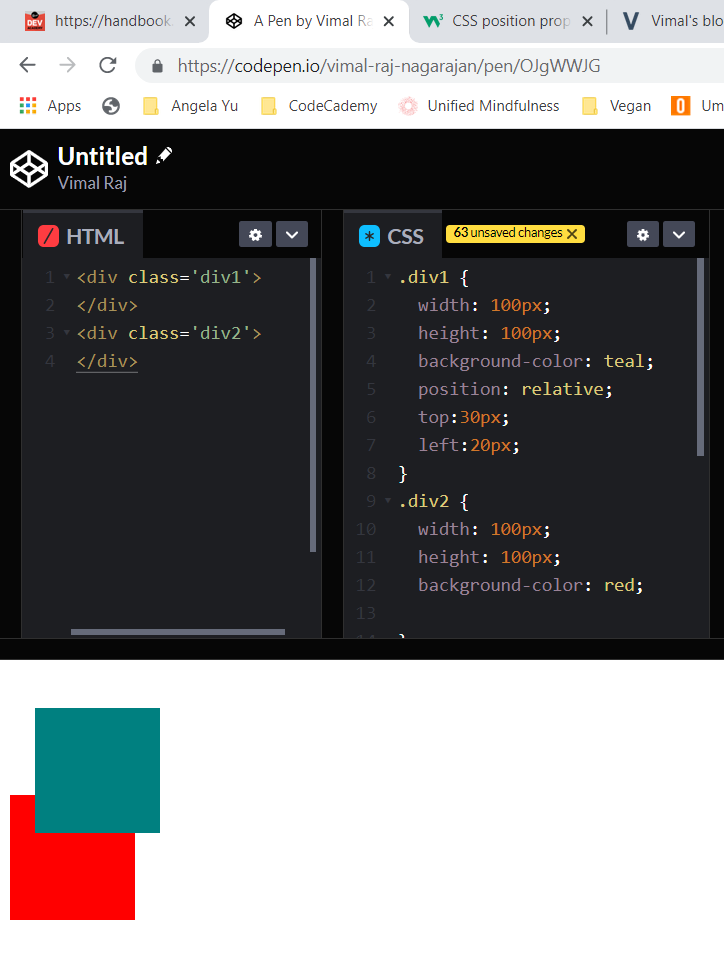 DEV
https://handbook.
A Pen by Vimal Ra
CSS position prop
Vimal's blo
https://codepen.io/vimal-raj-nagarajan/pen/OJgWWJG
Apps
Angela Yu
CodeCademy
Unified Mindfulness
Vegan
Um
Untitled
Vimal Raj
HTML
1 <div class='div1'>
2 </div>
3 <div class='div2'>
4 </div>
CSS
63 unsaved changes X
1 .div1 {
2 width: 100px;
3 height: 100px;
4 background-color: teal;
5 position: relative;
6 top:30px;
7 left:20px;
8 }
9 .div2 {
10 width: 100px;
11 height: 100px;
12 background-color: red;
13
14 }